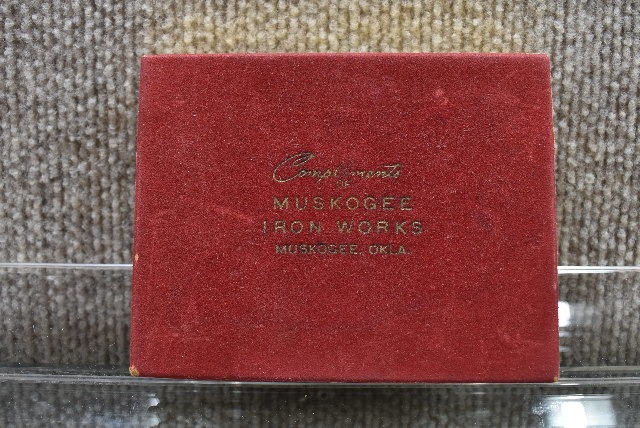 Compliments
OF
MUSKOGEE
IRON WORKS
MUSKOGEE, OKLA.